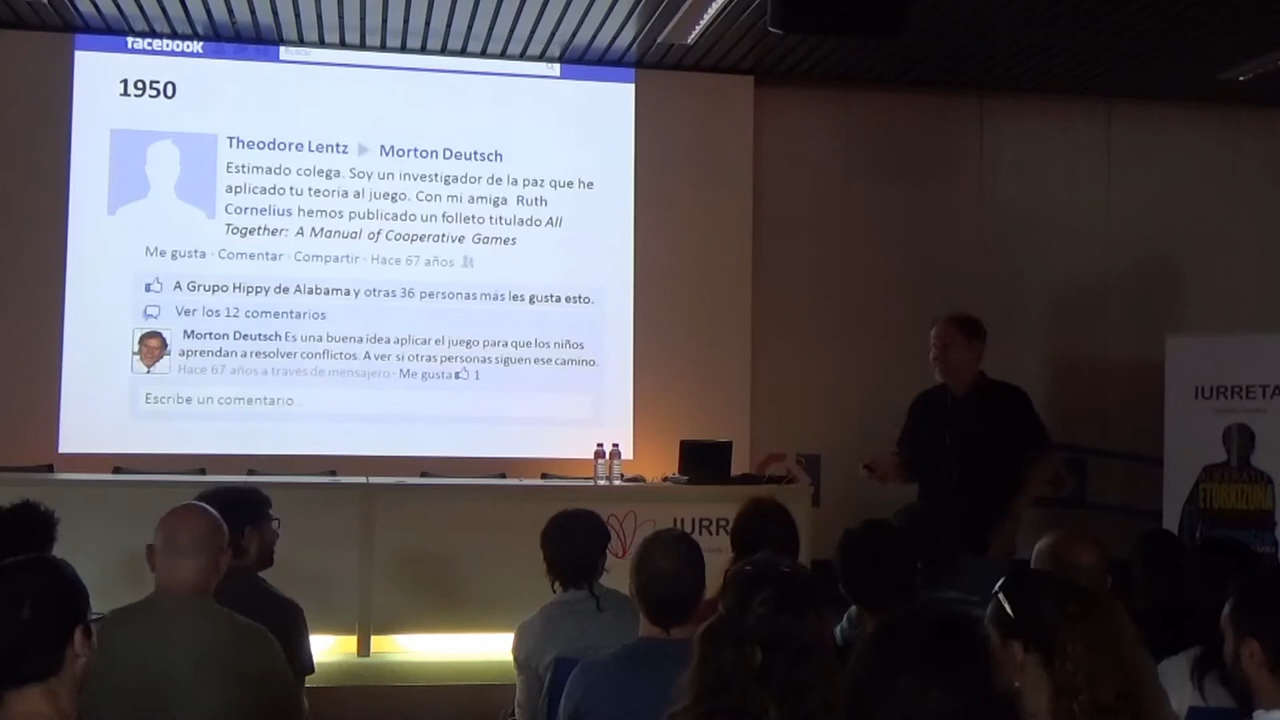 facebook
Buscar
1950
Theodore Lentz Morton Deutsch
Estimado colega. Soy un investigador de la paz que he
aplicado tu teoría al juego. Con mi amiga Ruth
Cornelius hemos publicado un folleto titulado All
Together: A Manual of Cooperative Games
Me gusta · Comentar · Compartir · Hace 67 años
A Grupo Hippy de Alabama y otras 36 personas más les gusta esto.
Ver los 12 comentarios
Morton Deutsch Es una buena idea aplicar el juego para que los niños
aprendan a resolver conflictos. A ver si otras personas siguen ese camino.
Hace 67 años a través de mensajero · Me gusta 1
Escribe un comentario
IURRETA
ETORKIZUNA
IURR